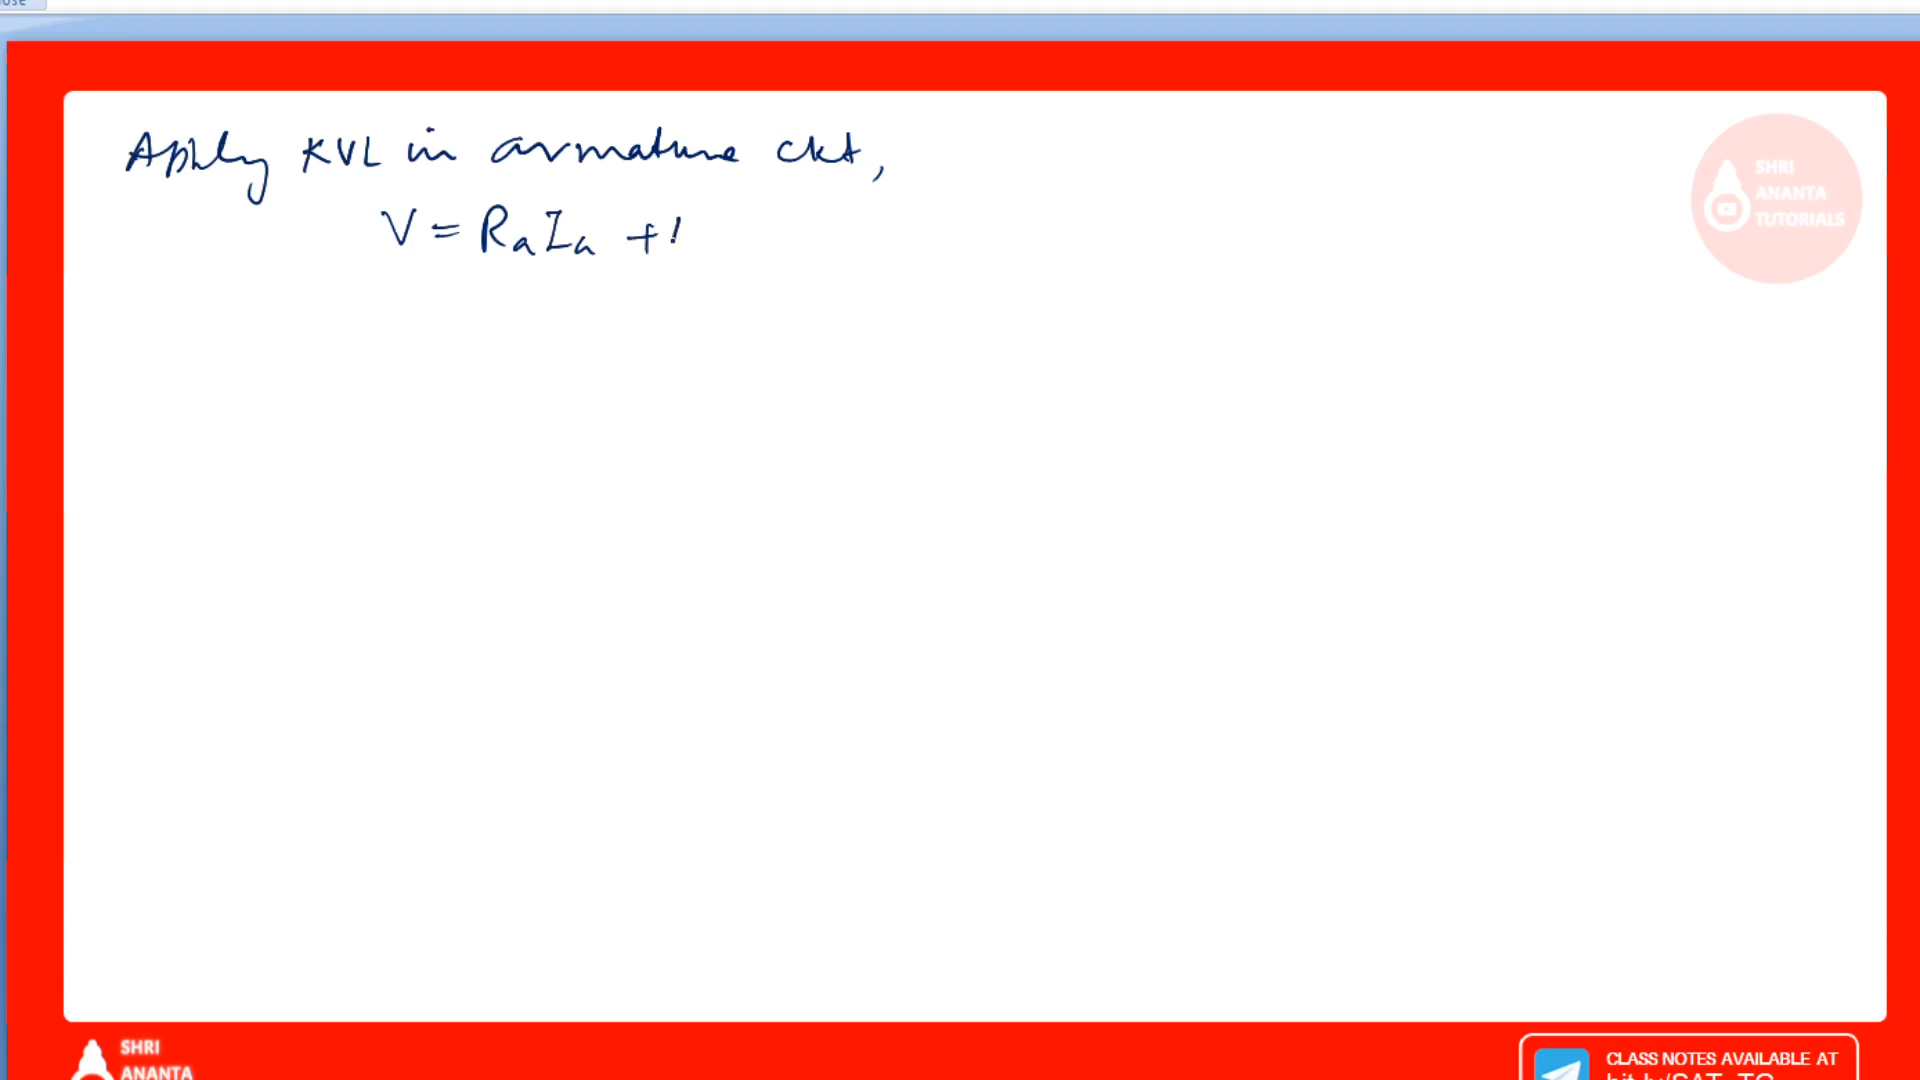 Apply KVL in armature ckt,
V = RaIa +
SHRI
ANANTA
TUTORIALS
SHRI
ANANTA
CLASS NOTES AVAILABLE AT